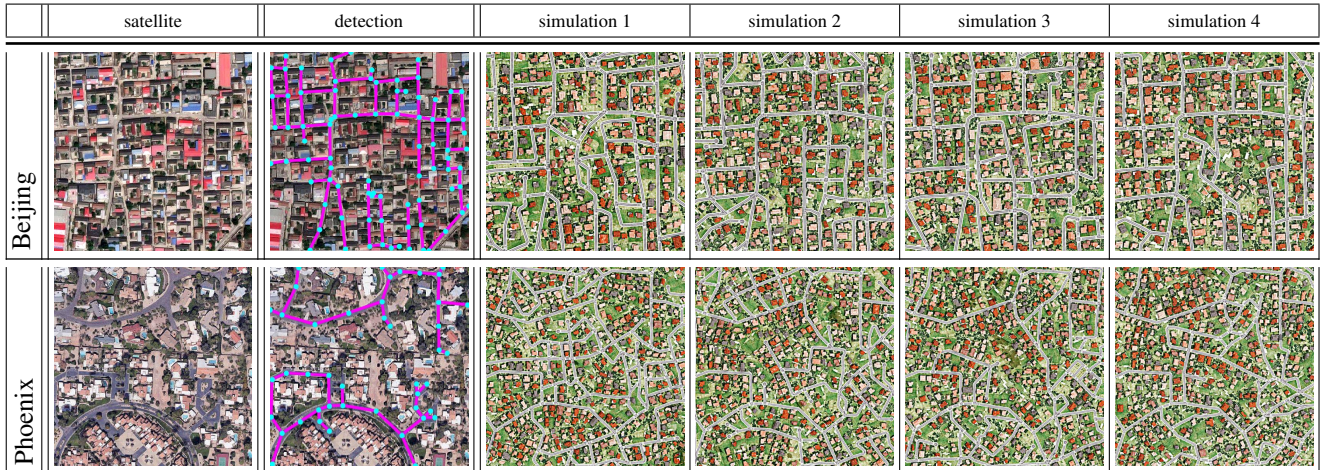 satellite
detection
simulation 1
simulation 2
simulation 3
simulation 4
Beijing
Phoenix